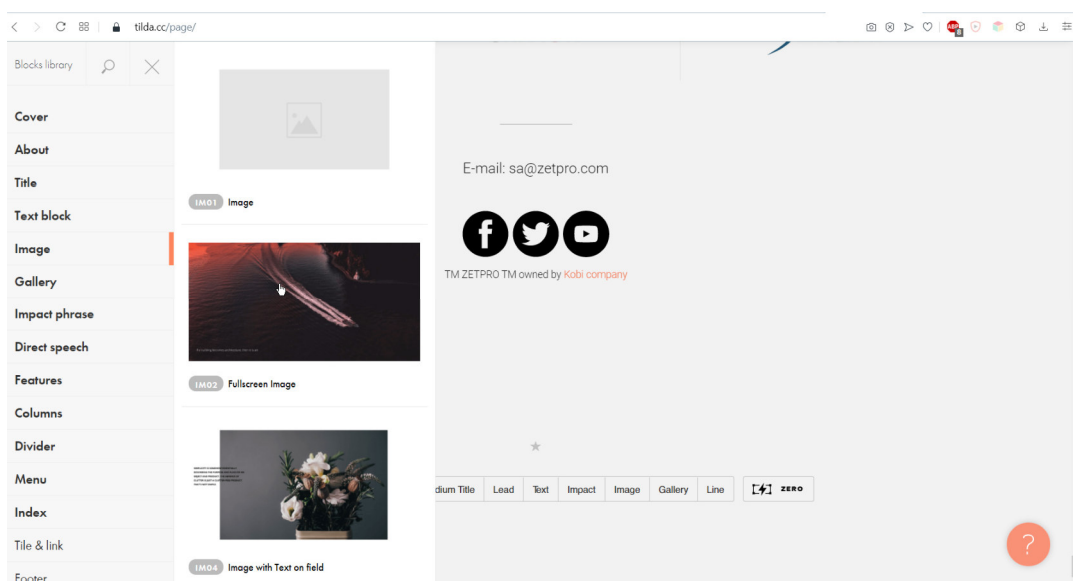 tilda.cc/page/
ABP
Blocks library
Cover
About
Title
Text block
Image
Gallery
Impact phrase
Direct speech
Features
Columns
Divider
Menu
Index
Tile & link
Footer
IM01 Image
IM02 Fullscreen Image
IM04 Image with Text on field
E-mail: sa@zetpro.com
TM ZETPRO TM owned by Kobi company
dium Title
Lead
Text
Impact
Image
Gallery
Line
ZERO
?